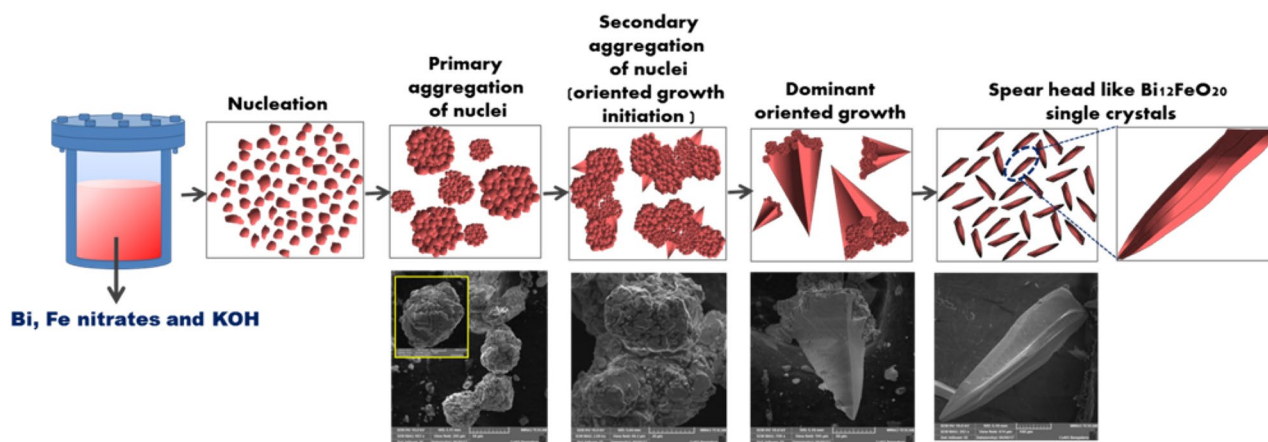 Nucleation
Primary
aggregation
of nuclei
Secondary
aggregation
of nuclei
(oriented growth
initiation )
Dominant
oriented growth
Spear head like Bi₁₂FeO₂₀
single crystals
Bi, Fe nitrates and KOH